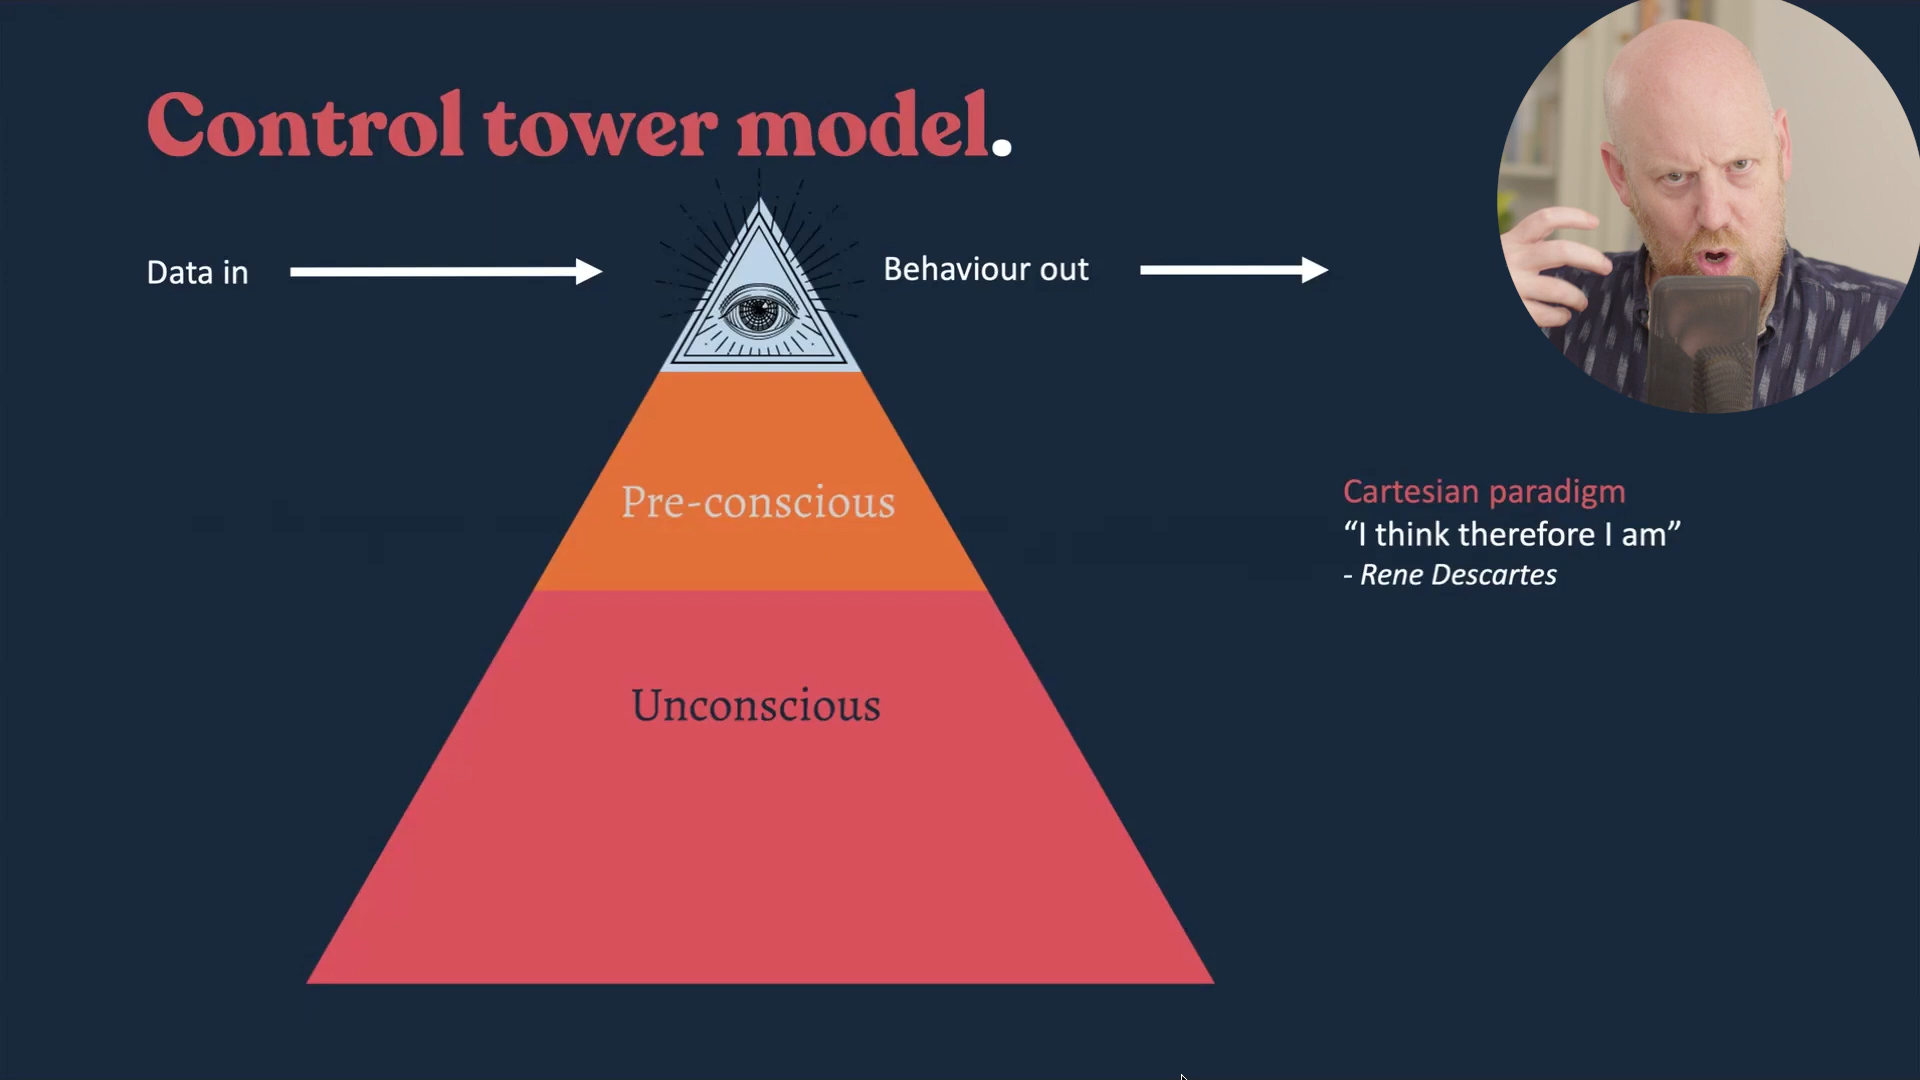 Control tower model.
Data in
Behaviour out
Pre-conscious
Cartesian paradigm
“I think therefore I am”
- Rene Descartes
Unconscious